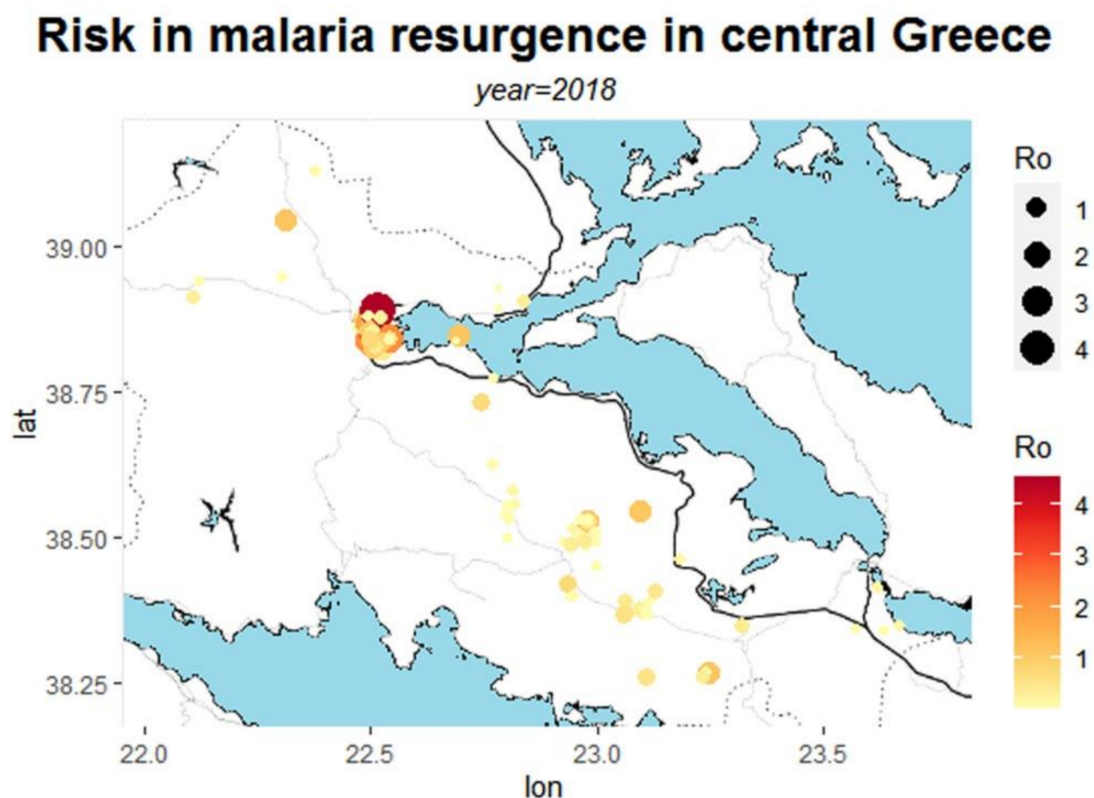 Risk in malaria resurgence in central Greece
year=2018
lat
39.00
38.75
38.50
38.25
22.0
22.5
23.0
23.5
lon
Ro
1
2
3
4
Ro
4
3
2
1